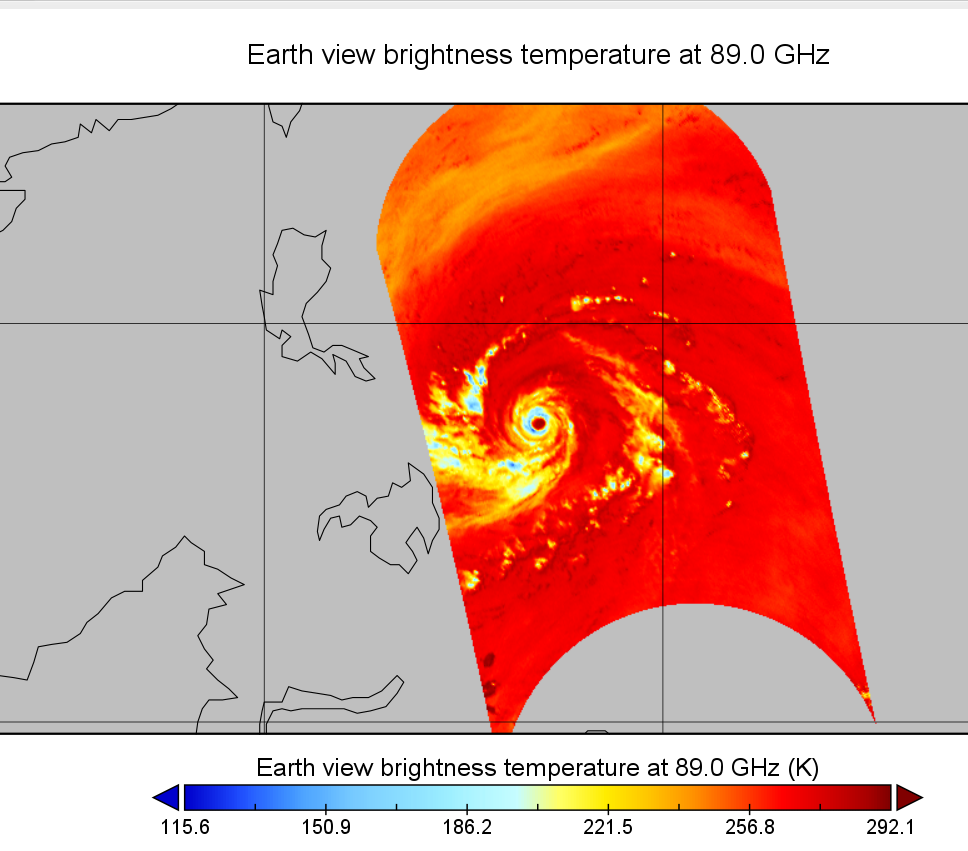 Earth view brightness temperature at 89.0 GHz
Earth view brightness temperature at 89.0 GHz (K)
115.6 150.9 186.2 221.5 256.8 292.1